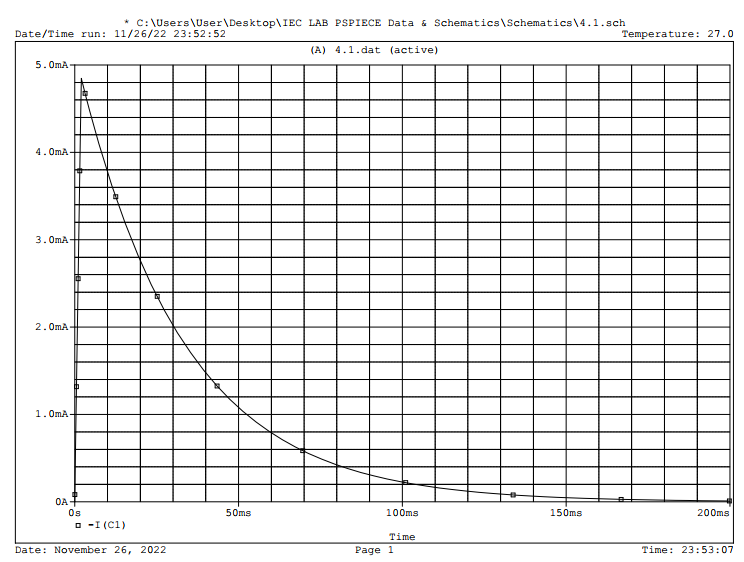 * C:\Users\User\Desktop\IEC LAB PSPIECE Data & Schematics\Schematics\4.1.sch
Date/Time run: 11/26/22 23:52:52 Temperature: 27.0
(A) 4.1.dat (active)
5.0mA
4.0mA
3.0mA
2.0mA
1.0mA
0A
0s 50ms 100ms 150ms 200ms
-I(C1)
Time
Date: November 26, 2022 Page 1 Time: 23:53:07